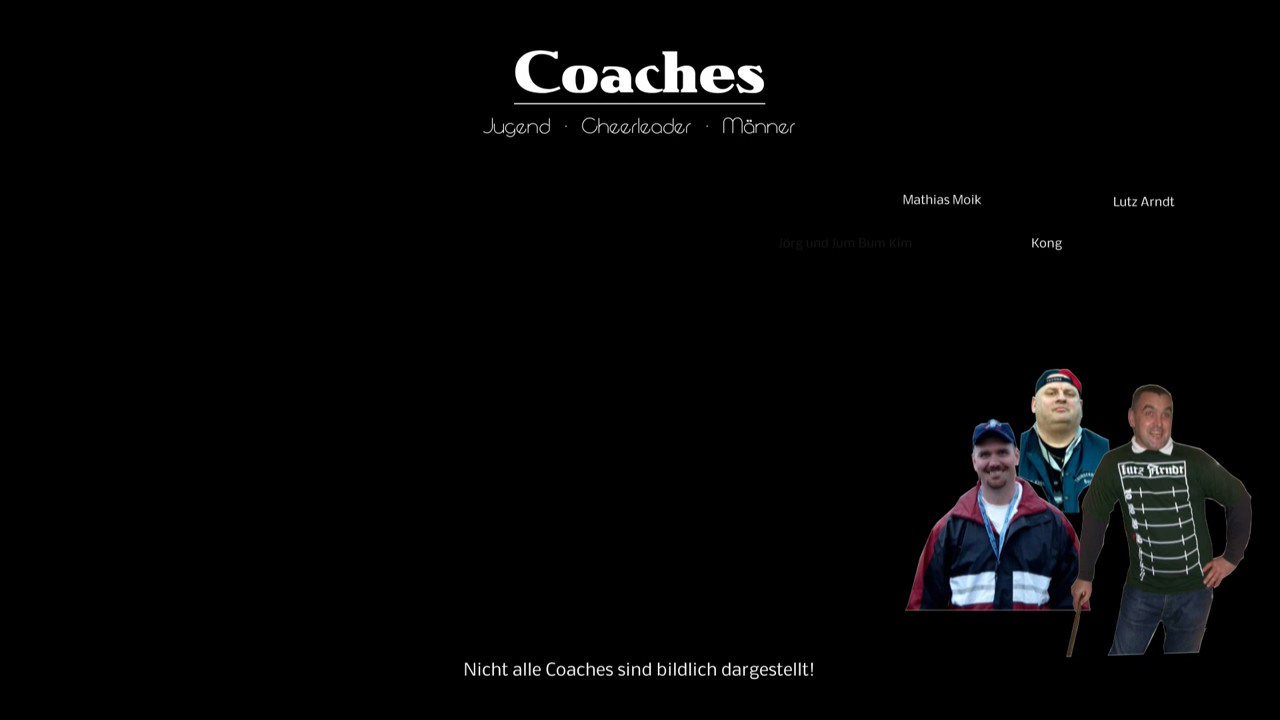 Coaches
Jugend · Cheerleader · Männer
Mathias Moik
Lutz Arndt
Jörg und Jum Bum Kim
Kong
Lutz Arndt
Nicht alle Coaches sind bildlich dargestellt!